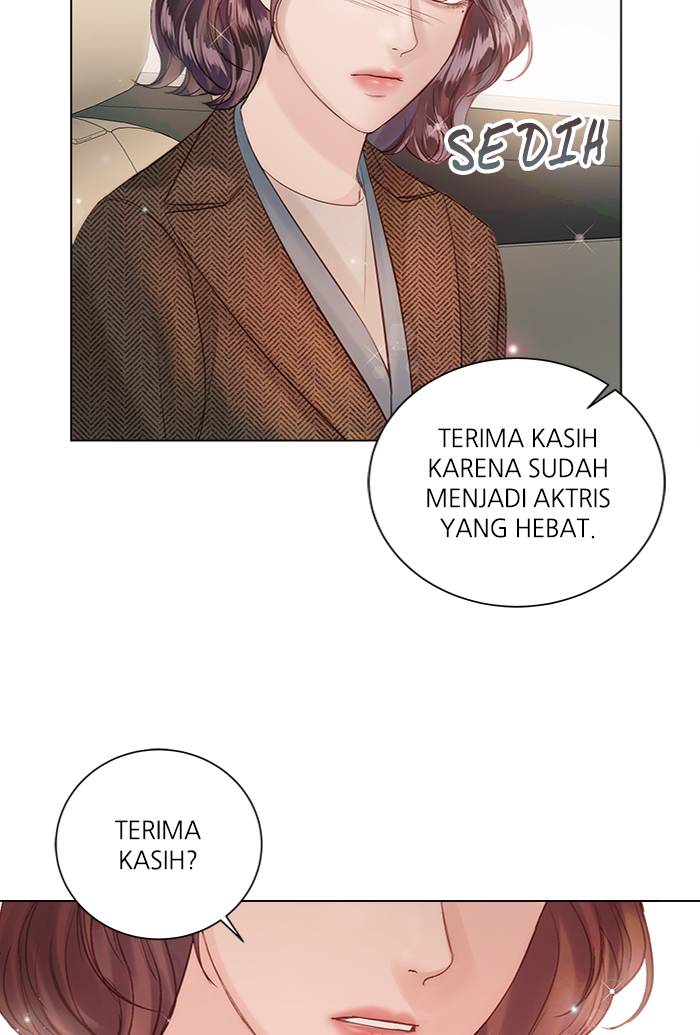 SEDIH
TERIMA KASIH
KARENA SUDAH
MENJADI AKTRIS
YANG HEBAT.
TERIMA
KASIH?